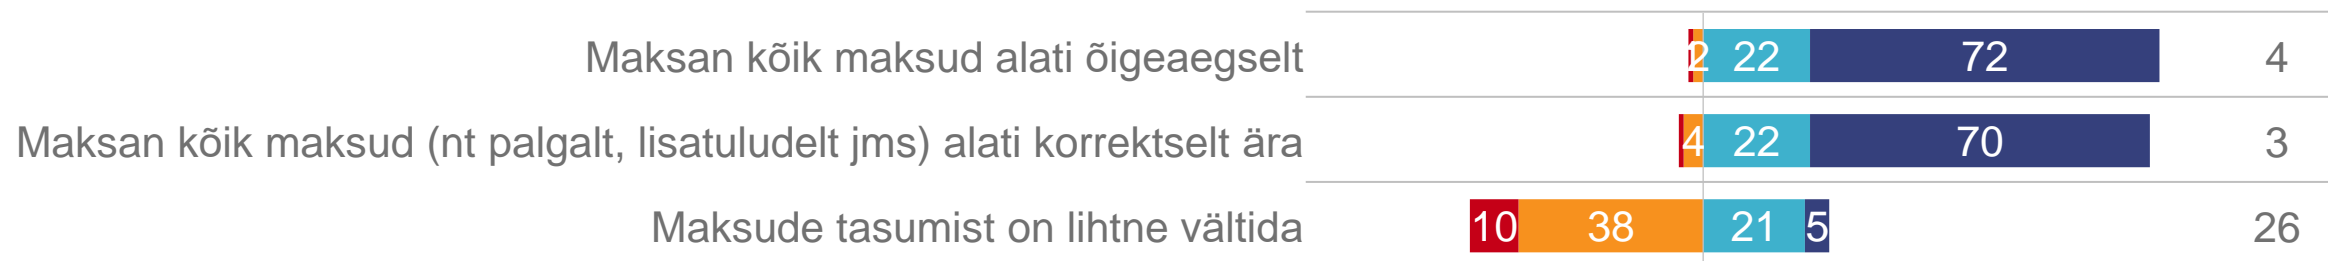 Maksan kõik maksud alati õigeaegselt 1 2 22 72 4
Maksan kõik maksud (nt palgalt, lisatuludelt jms) alati korrektselt ära 4 22 70 3
Maksude tasumist on lihtne vältida 10 38 21 5 26